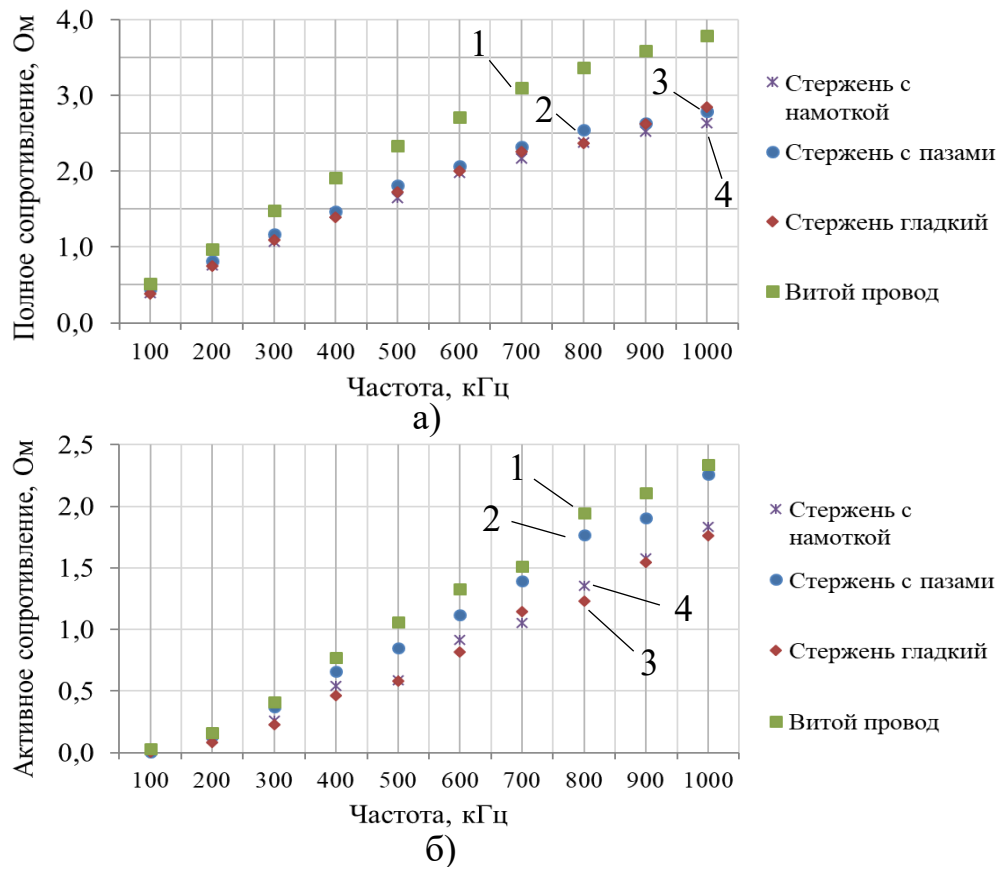 Полное сопротивление, Ом
4,0
3,0
2,0
1,0
0,0
1
2
3
4
100 200 300 400 500 600 700 800 900 1000
Частота, кГц
а)
Стержень с
намоткой
Стержень с пазами
Стержень гладкий
Витой провод
Активное сопротивление, Ом
2,5
2,0
1,5
1,0
0,5
0,0
1
2
4
3
100 200 300 400 500 600 700 800 900 1000
Частота, кГц
б)
Стержень с
намоткой
Стержень с пазами
Стержень гладкий
Витой провод